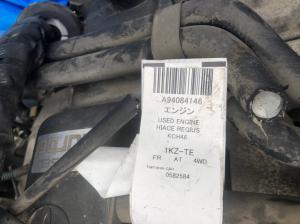 A94084146
エンジン
USED ENGINE
HIACE REGIUS
KCH46
1KZ-TE
FR AT 4WD
0582584